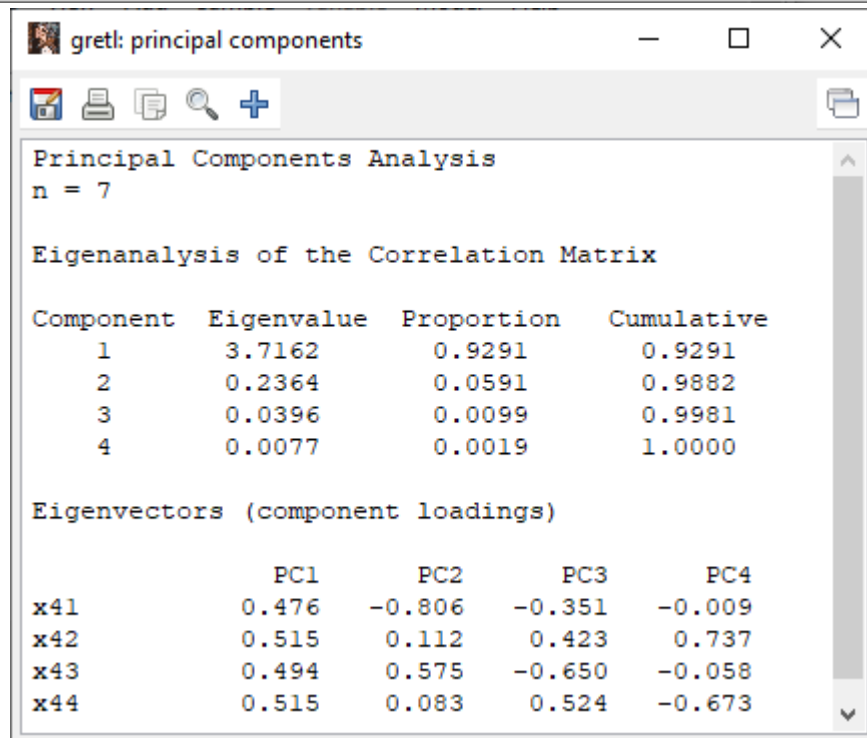 gretl: principal components
Principal Components Analysis
n = 7
Eigenanalysis of the Correlation Matrix
Component Eigenvalue Proportion Cumulative
1 3.7162 0.9291 0.9291
2 0.2364 0.0591 0.9882
3 0.0396 0.0099 0.9981
4 0.0077 0.0019 1.0000
Eigenvectors (component loadings)
PC1 PC2 PC3 PC4
x41 0.476 -0.806 -0.351 -0.009
x42 0.515 0.112 0.423 0.737
x43 0.494 0.575 -0.650 -0.058
x44 0.515 0.083 0.524 -0.673